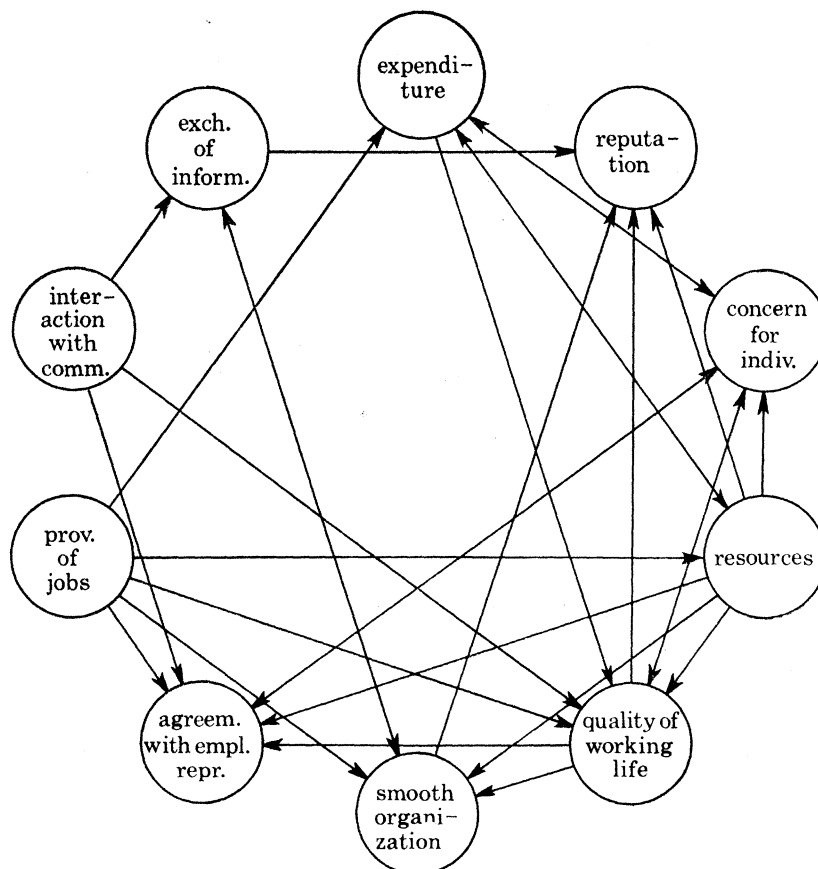 expendi-
ture
exch.
of
inform.
reputa-
tion
inter-
action
with
comm.
concern
for
indiv.
prov.
of
jobs
resources
agreem.
with empl.
repr.
smooth
organi-
zation
quality of
working
life